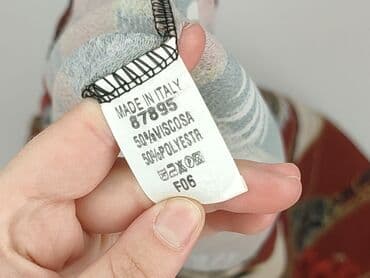 MADE IN ITALY
87895
50%VISCOSA
50%POLYESTR
F06